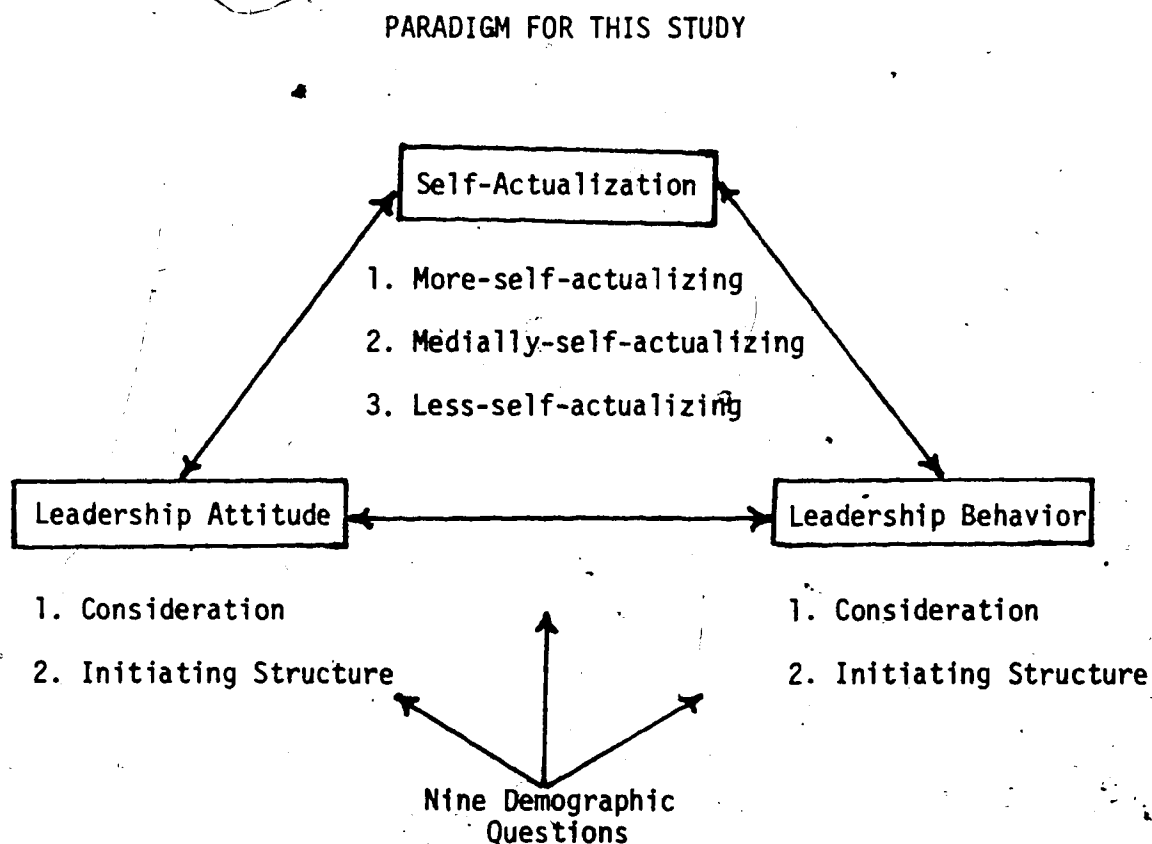 PARADIGM FOR THIS STUDY
Self-Actualization
1. More-self-actualizing
2. Medially-self-actualizing
3. Less-self-actualizing
Leadership Attitude
Leadership Behavior
1. Consideration
2. Initiating Structure
1. Consideration
2. Initiating Structure
Nine Demographic
Questions